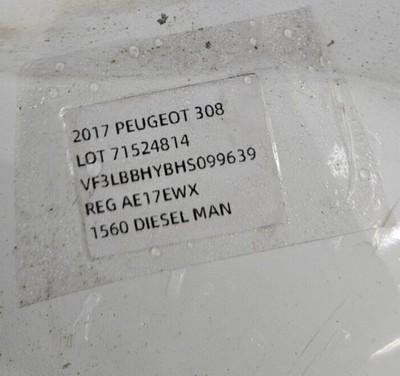 2017 PEUGEOT 308
LOT 71524814
VF3LBBHYBHS099639
REG AE17EWX
1560 DIESEL MAN